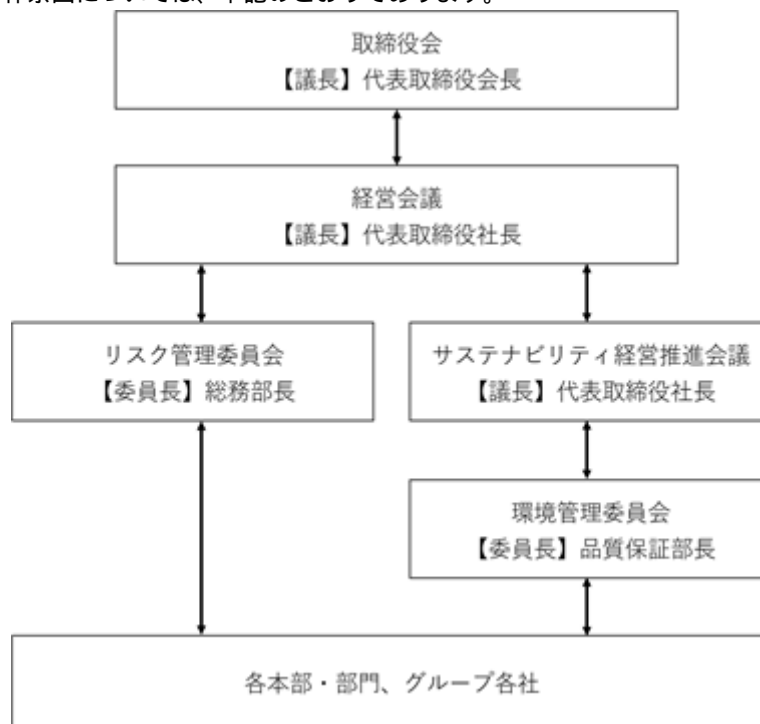 体系図については、下記のとおりであります。
取締役会
【議長】代表取締役会長
経営会議
【議長】代表取締役社長
リスク管理委員会
【委員長】総務部長
サステナビリティ経営推進会議
【議長】代表取締役社長
環境管理委員会
【委員長】品質保証部長
各本部・部門、グループ各社